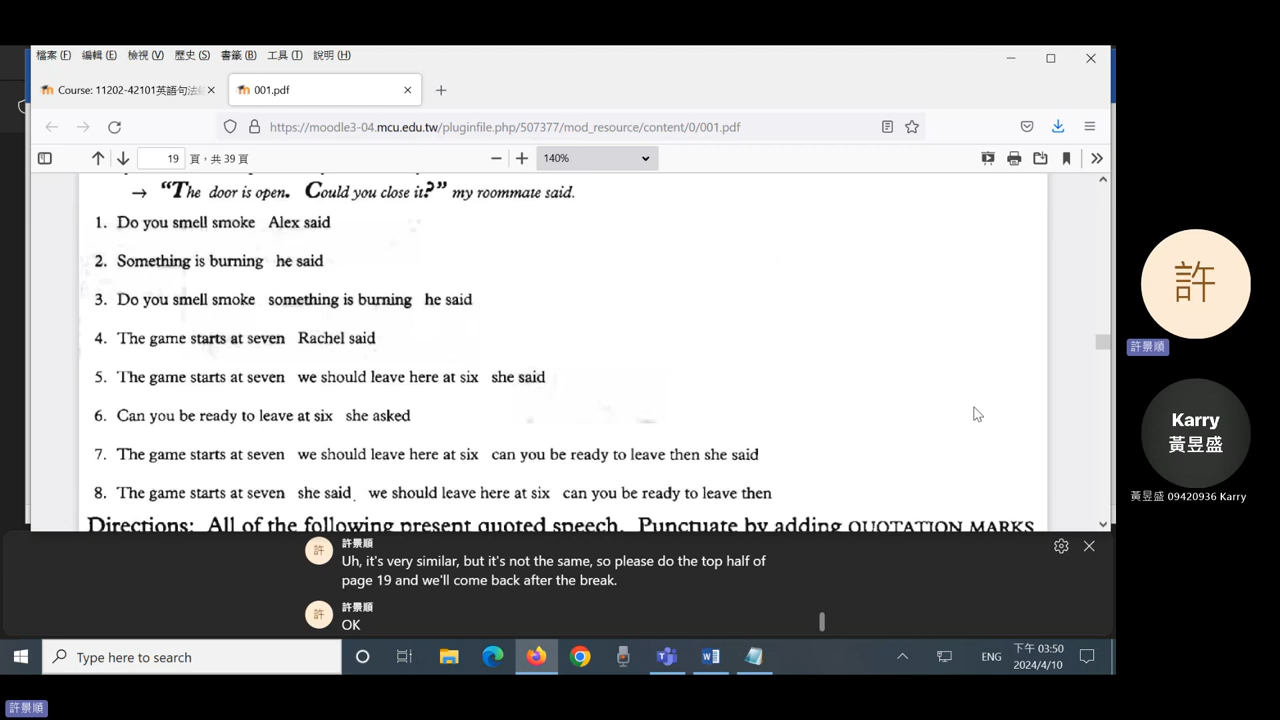 檔案 (F) 編輯 (E) 檢視 (V) 歷史 (S) 書籤 (B) 工具 (T) 說明 (H)
Course: 11202-42101英語句法
001.pdf
https://moodle3-04.mcu.edu.tw/pluginfile.php/507377/mod_resource/content/0/001.pdf
19 頁，共 39 頁
140%
→ “The door is open. Could you close it?” my roommate said.
1. Do you smell smoke Alex said
2. Something is burning he said
3. Do you smell smoke something is burning he said
4. The game starts at seven Rachel said
5. The game starts at seven we should leave here at six she said
6. Can you be ready to leave at six she asked
7. The game starts at seven we should leave here at six can you be ready to leave then she said
8. The game starts at seven she said we should leave here at six can you be ready to leave then
Directions: All of the following present quoted speech. Punctuate by adding QUOTATION MARKS
許
許景順
Karry
黃昱盛
黃昱盛 09420936 Karry
許
許景順
Uh, it's very similar, but it's not the same, so please do the top half of
page 19 and we'll come back after the break.
許
許景順
OK
Type here to search
ENG
下午 03:50
2024/4/10
許景順